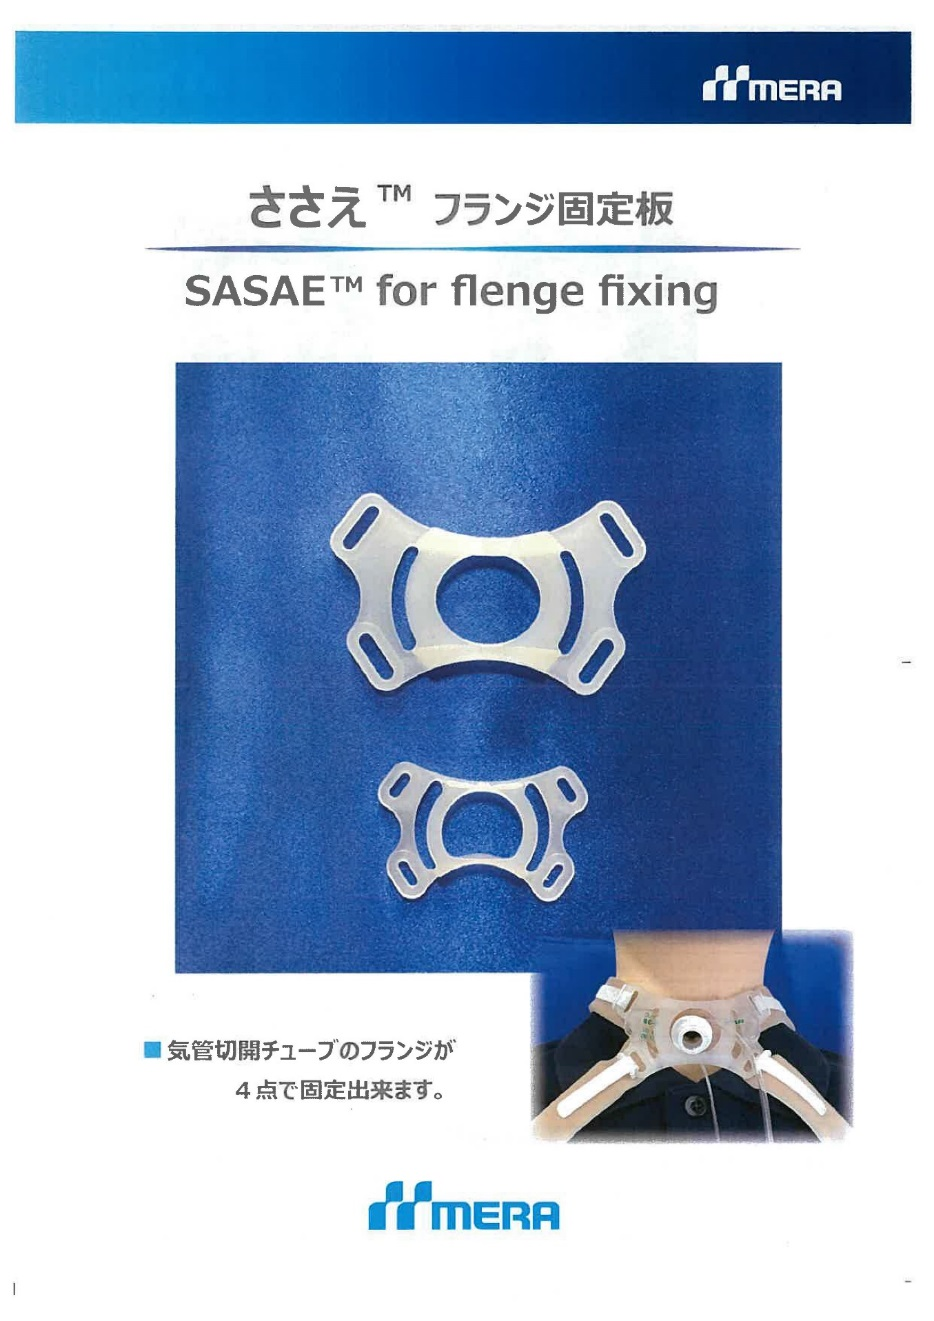 MERA
ささえ™ フランジ固定板
SASAE™ for flenge fixing
■気管切開チューブのフランジが
4点で固定出来ます。
MERA